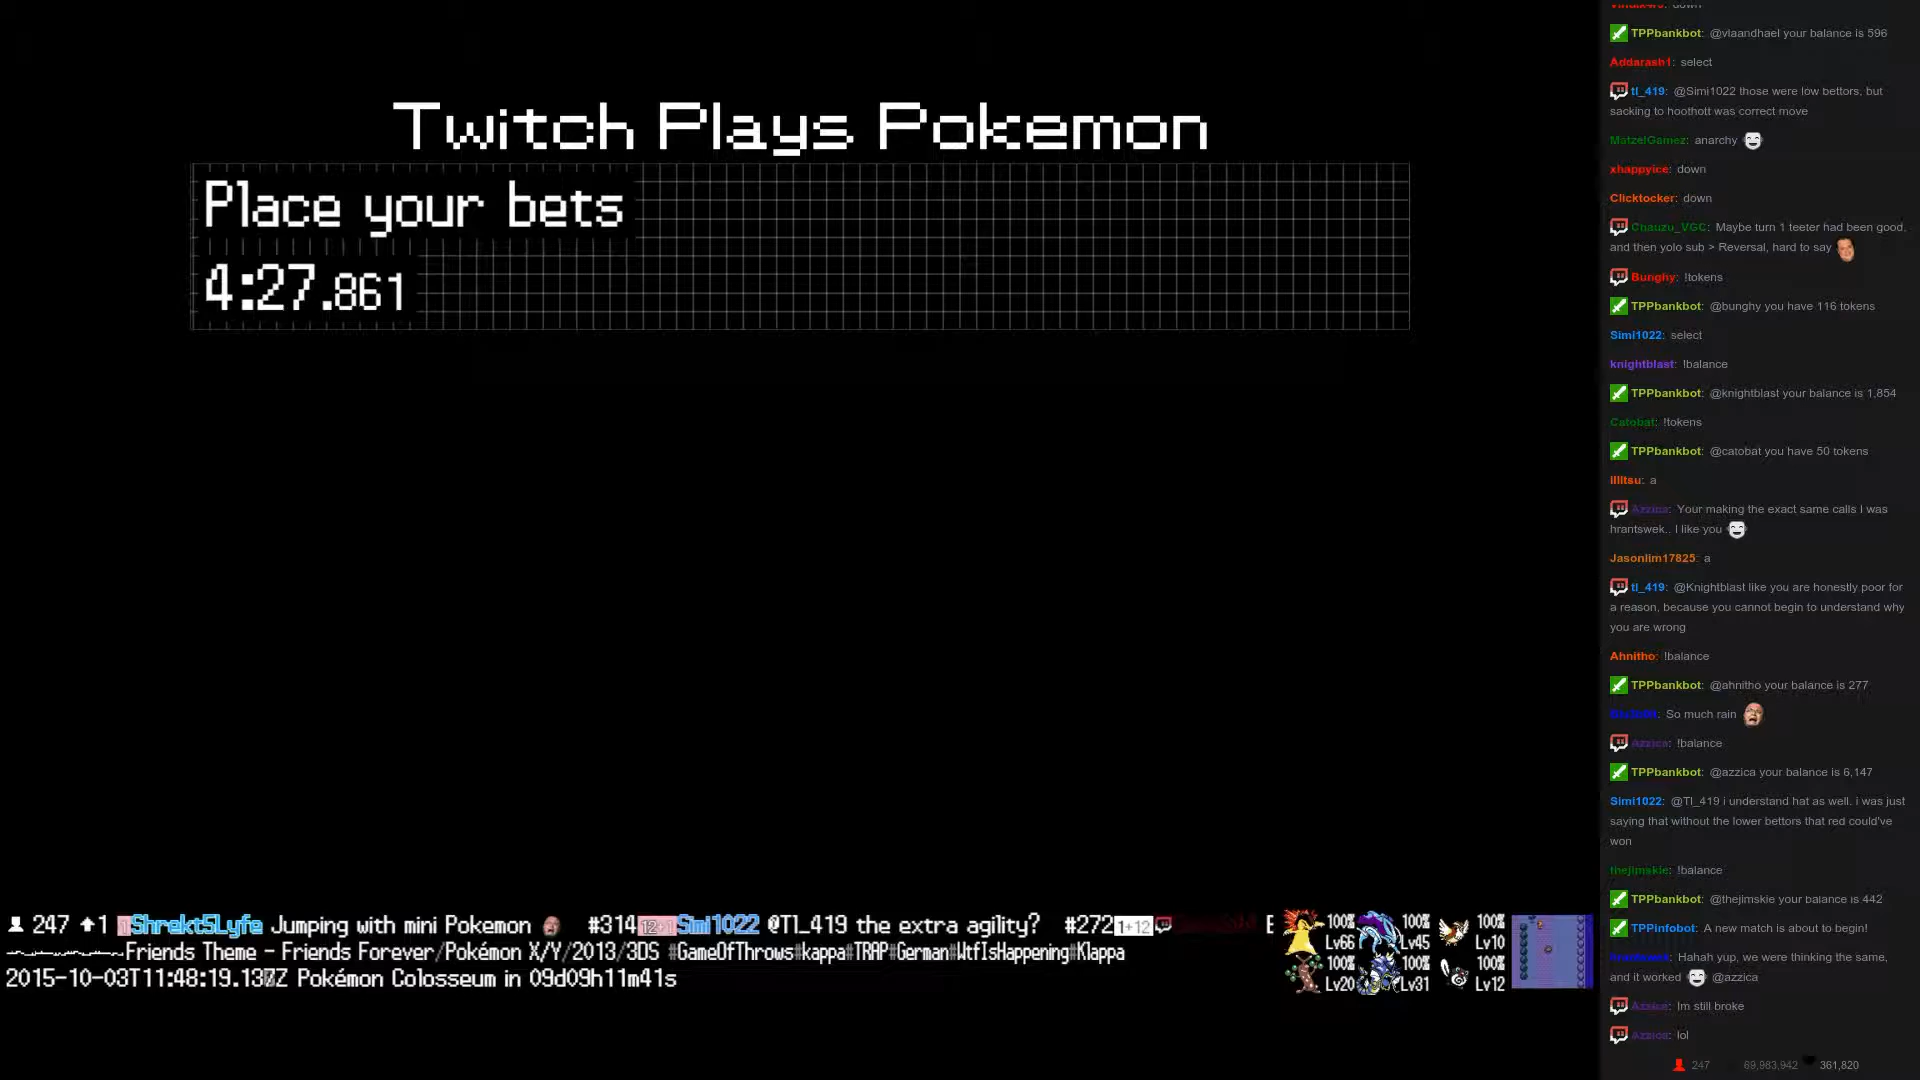 Twitch Plays Pokemon
Place your bets
4:27.861
247 1 ShrektSLyfe Jumping with mini Pokemon #314 12+1 Simi1022 @Tl_419 the extra agility? #272 1+12
Friends Theme - Friends Forever/Pokémon X/Y/2013/3DS #GameOfThrows#kappa#TRAP#German#WtfIsHappening#Klappa
Pokémon Colosseum in 09d09h11m41s
100% 100% 100%
Lv66 Lv45 Lv10
100% 100% 100%
Lv20 Lv31 Lv12
TPPbankbot: @vlaandhael your balance is 596
Addarash1: select
tl_419: @Simi1022 those were low bettors, but
sacking to hoothott was correct move
MatzelGamez: anarchy
xhappyice: down
Clicktocker: down
Chauzu_VGC: Maybe turn 1 teeter had been good,
and then yolo sub > Reversal, hard to say
Bunghy: !tokens
TPPbankbot: @bunghy you have 116 tokens
Simi1022: select
knightblast: !balance
TPPbankbot: @knightblast your balance is 1,854
Catobat: !tokens
TPPbankbot: @catobat you have 50 tokens
illitsu: a
Azzica: Your making the exact same calls I was
hrantswek.. I like you
Jasonlim17825: a
tl_419: @Knightblast like you are honestly poor for
a reason, because you cannot begin to understand why
you are wrong
Ahnitho: !balance
TPPbankbot: @ahnitho your balance is 277
So much rain
Azzica: !balance
TPPbankbot: @azzica your balance is 6,147
Simi1022: @Tl_419 i understand hat as well. i was just
saying that without the lower bettors that red could've
won
thejimskie: !balance
TPPbankbot: @thejimskie your balance is 442
TPPinfobot: A new match is about to begin!
Hahah yup, we were thinking the same,
and it worked @azzica
Azzica: Im still broke
Azzica: lol
247 69,983,942 361,820